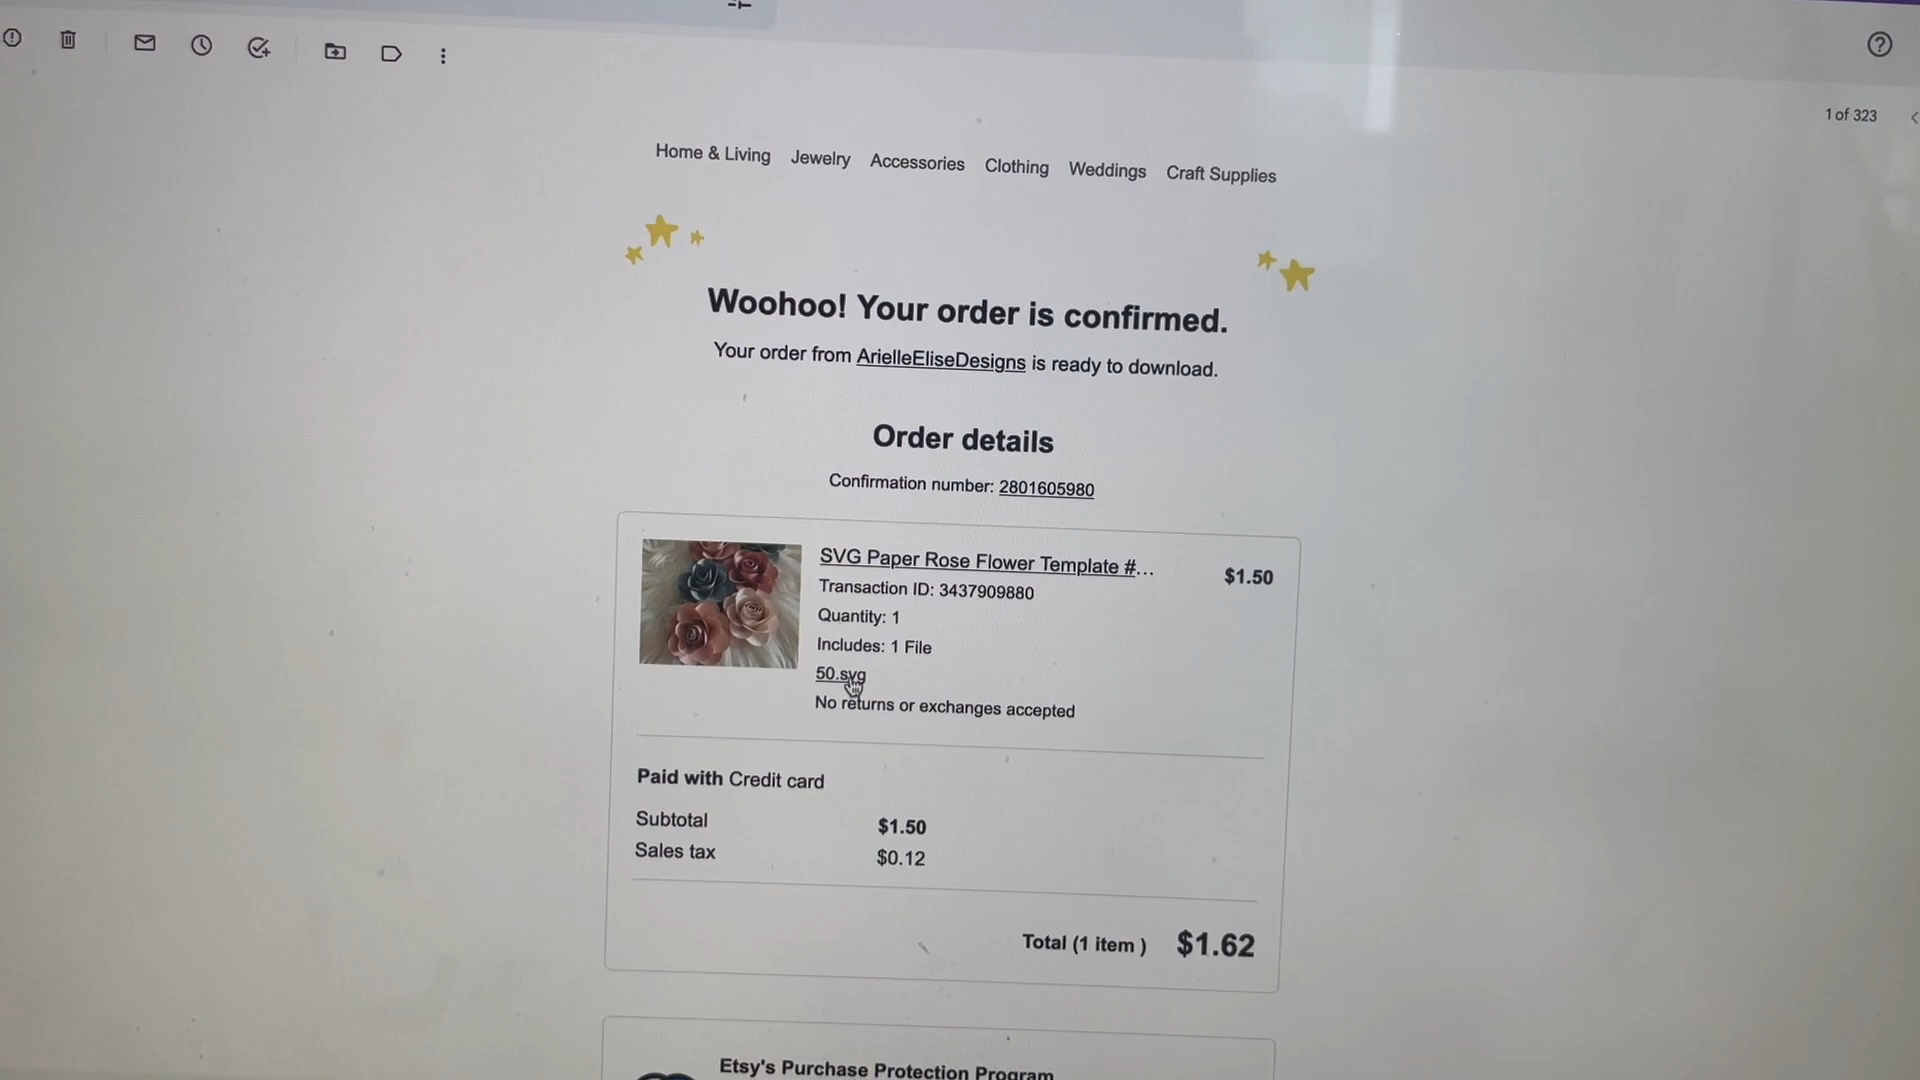 1 of 323
Home & Living Jewelry Accessories Clothing Weddings Craft Supplies
Woohoo! Your order is confirmed.
Your order from ArielleEliseDesigns is ready to download.
Order details
Confirmation number: 2801605980
SVG Paper Rose Flower Template #...
$1.50
Transaction ID: 3437909880
Quantity: 1
Includes: 1 File
50.svg
No returns or exchanges accepted
Paid with Credit card
Subtotal $1.50
Sales tax $0.12
Total (1 item ) $1.62
Etsy's Purchase Protection Program